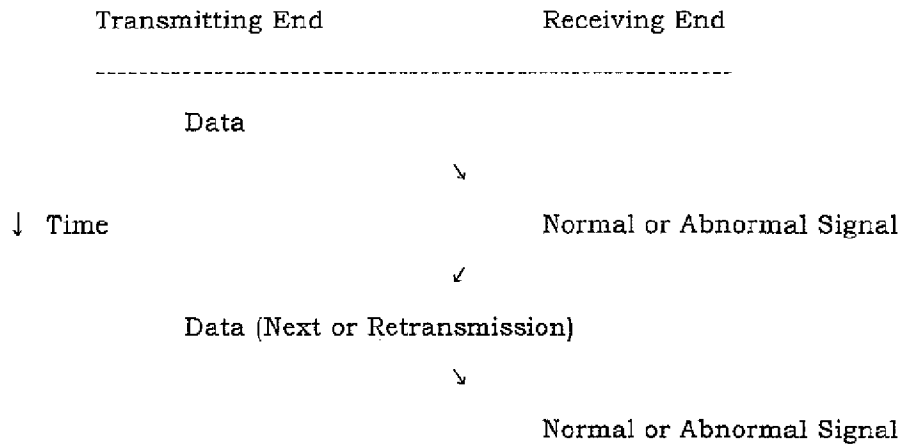 Transmitting End Receiving End
------------------------------------------------------------
Data
↘
↓ Time Normal or Abnormal Signal
↙
Data (Next or Retransmission)
↘
Normal or Abnormal Signal